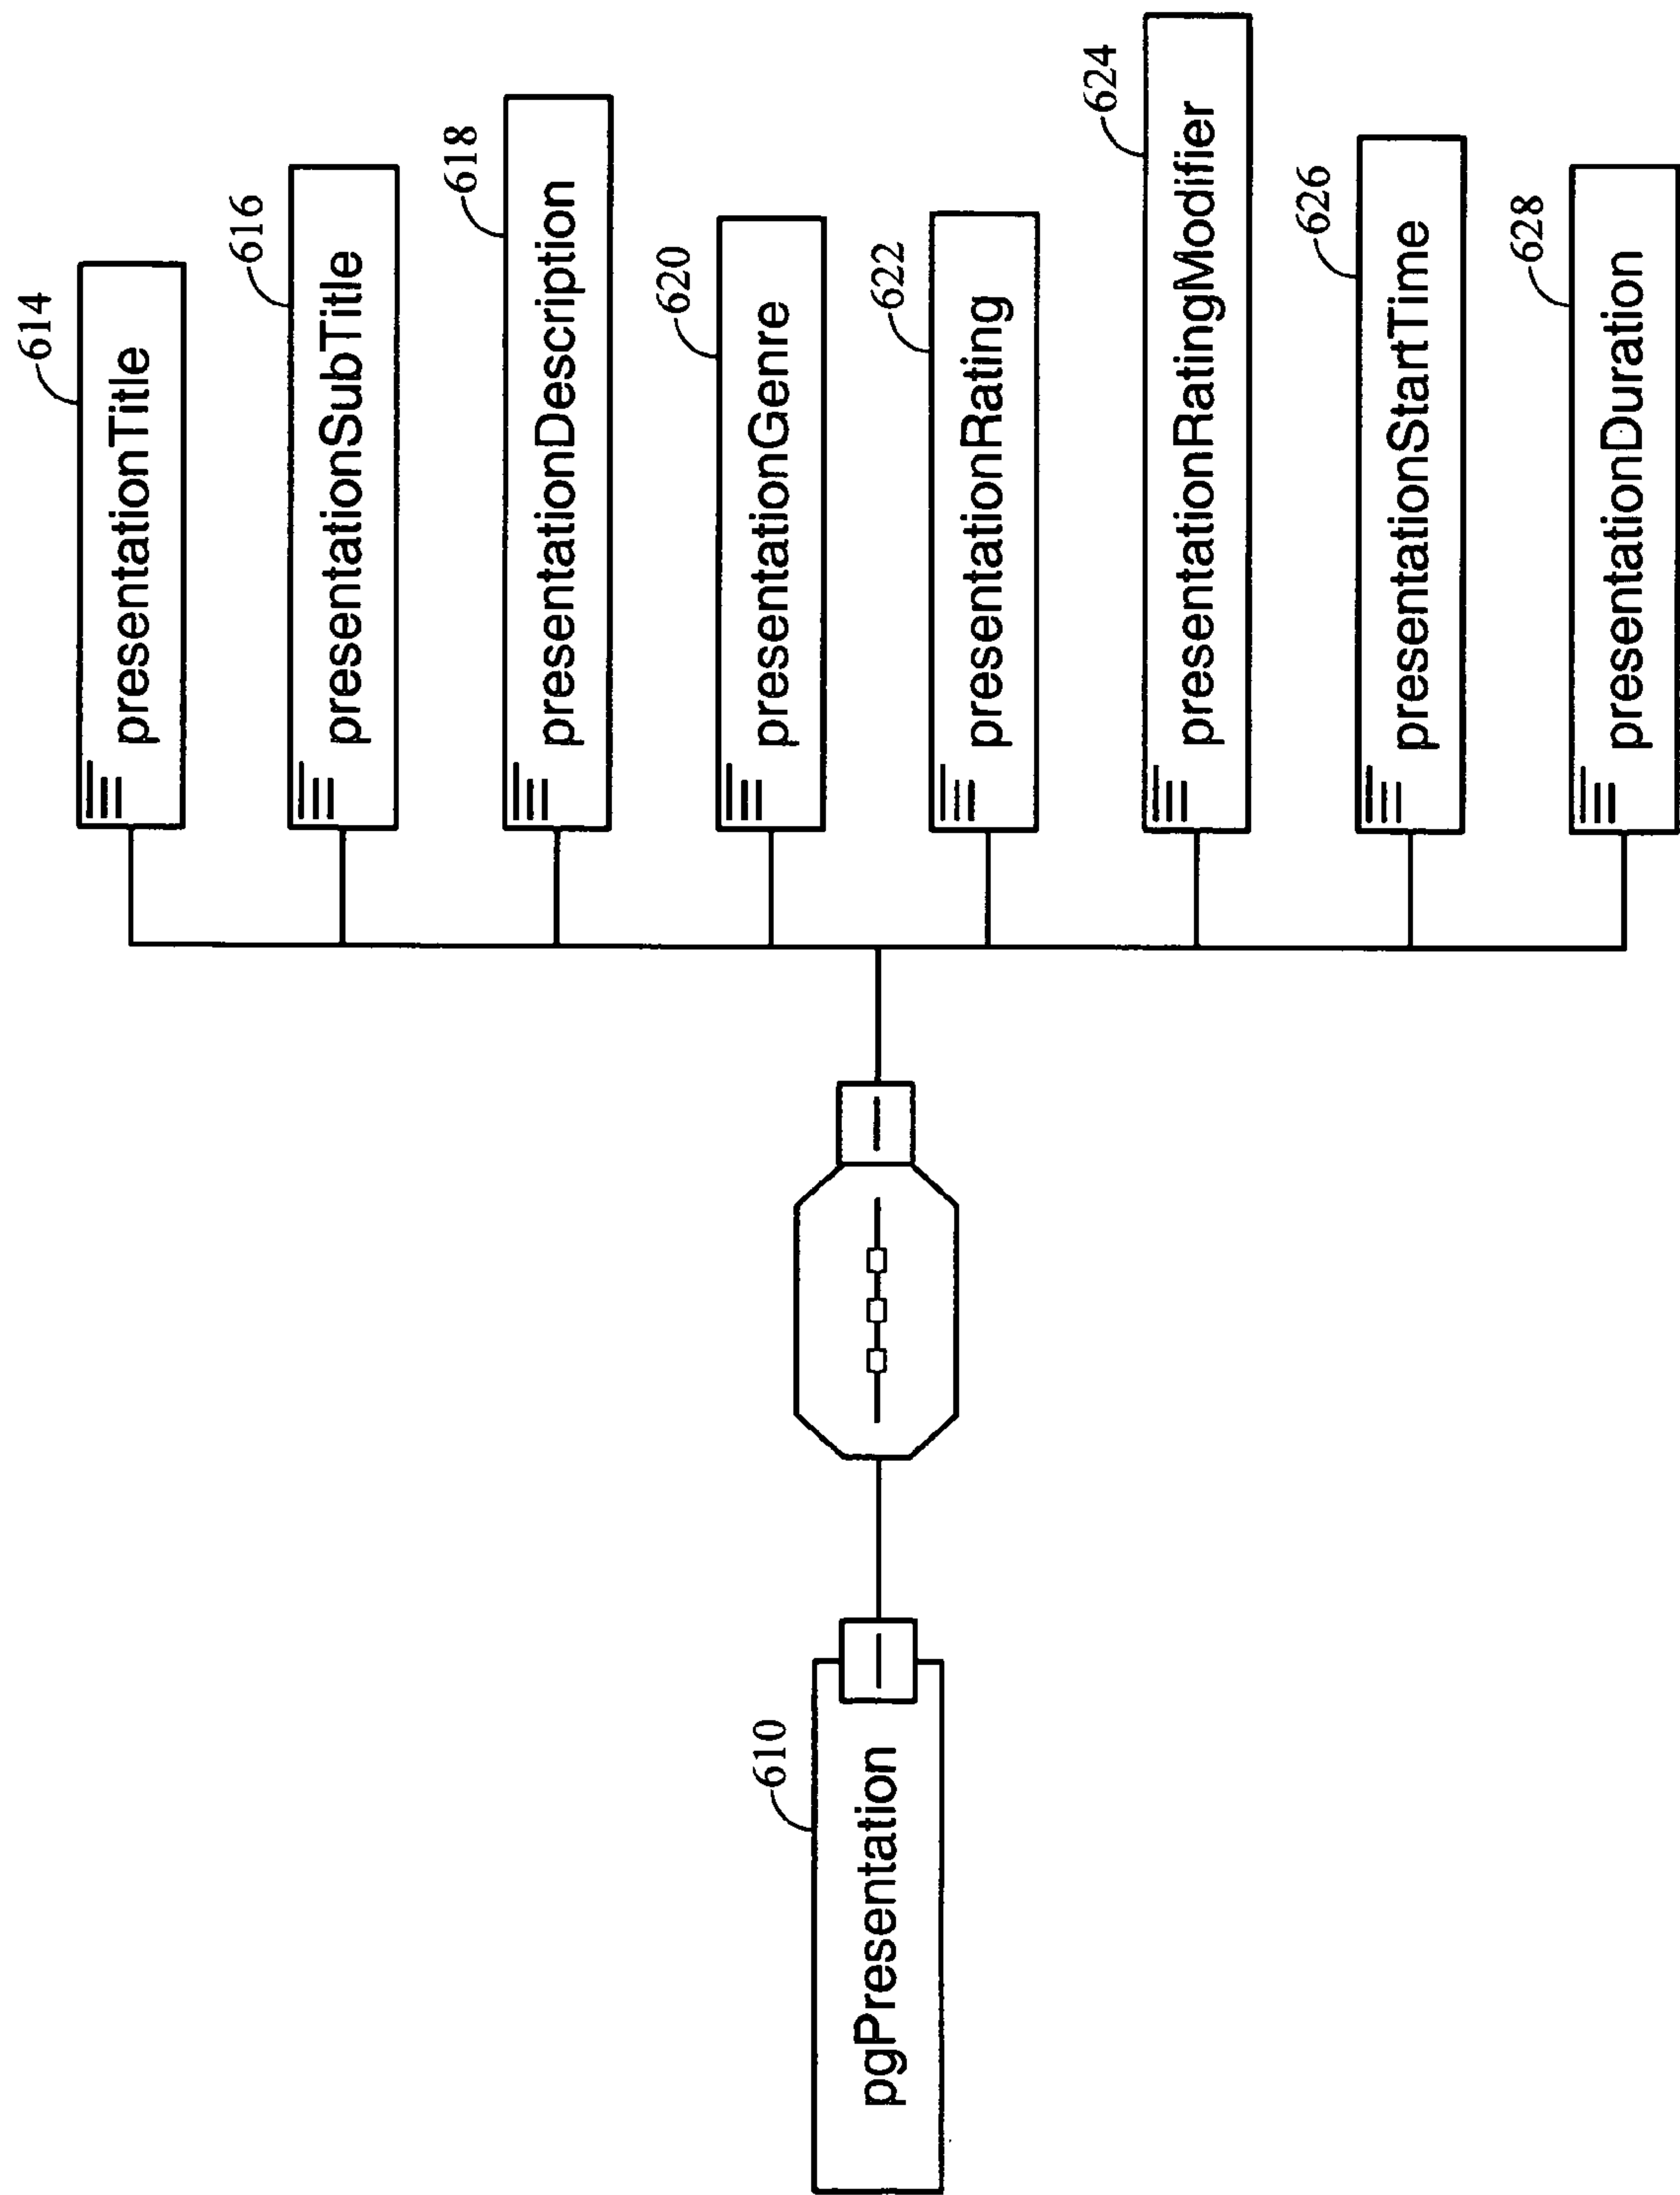 610
pgPresentation
614
presentationTitle
616
presentationSubTitle
618
presentationDescription
620
presentationGenre
622
presentationRating
624
presentationRatingModifier
626
presentationStartTime
628
presentationDuration